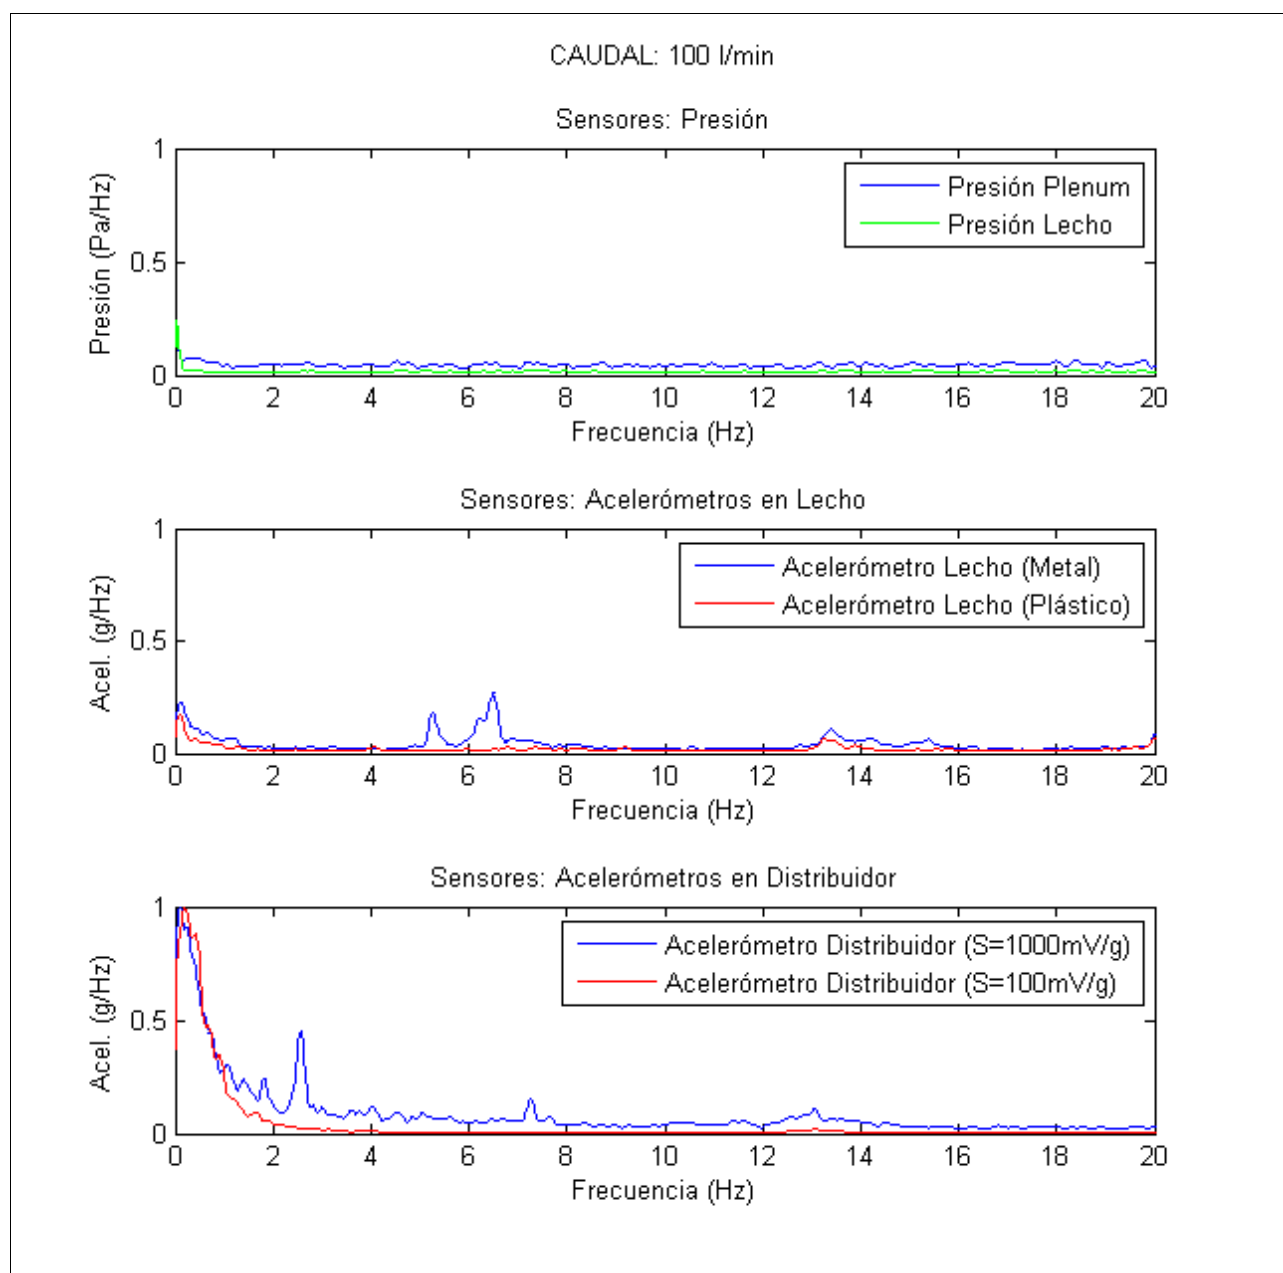 CAUDAL: 100 l/min
Sensores: Presión
Presión (Pa/Hz)
1
0.5
0
Presión Plenum
Presión Lecho
0 2 4 6 8 10 12 14 16 18 20
Frecuencia (Hz)
Sensores: Acelerómetros en Lecho
Acel. (g/Hz)
1
0.5
0
Acelerómetro Lecho (Metal)
Acelerómetro Lecho (Plástico)
0 2 4 6 8 10 12 14 16 18 20
Frecuencia (Hz)
Sensores: Acelerómetros en Distribuidor
Acel. (g/Hz)
1
0.5
0
Acelerómetro Distribuidor (S=1000mV/g)
Acelerómetro Distribuidor (S=100mV/g)
0 2 4 6 8 10 12 14 16 18 20
Frecuencia (Hz)